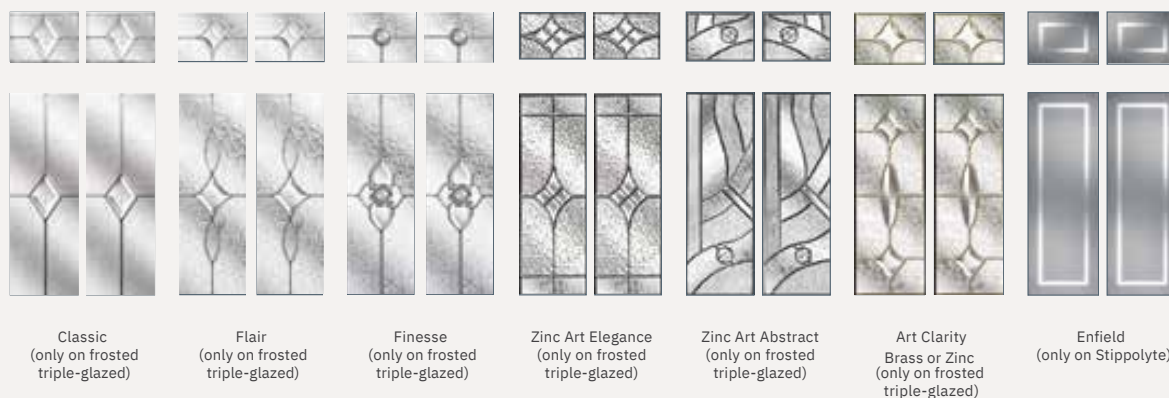 Classic
(only on frosted
triple-glazed)
Flair
(only on frosted
triple-glazed)
Finesse
(only on frosted
triple-glazed)
Zinc Art Elegance
(only on frosted
triple-glazed)
Zinc Art Abstract
(only on frosted
triple-glazed)
Art Clarity
Brass or Zinc
(only on frosted
triple-glazed)
Enfield
(only on Stippolyte)